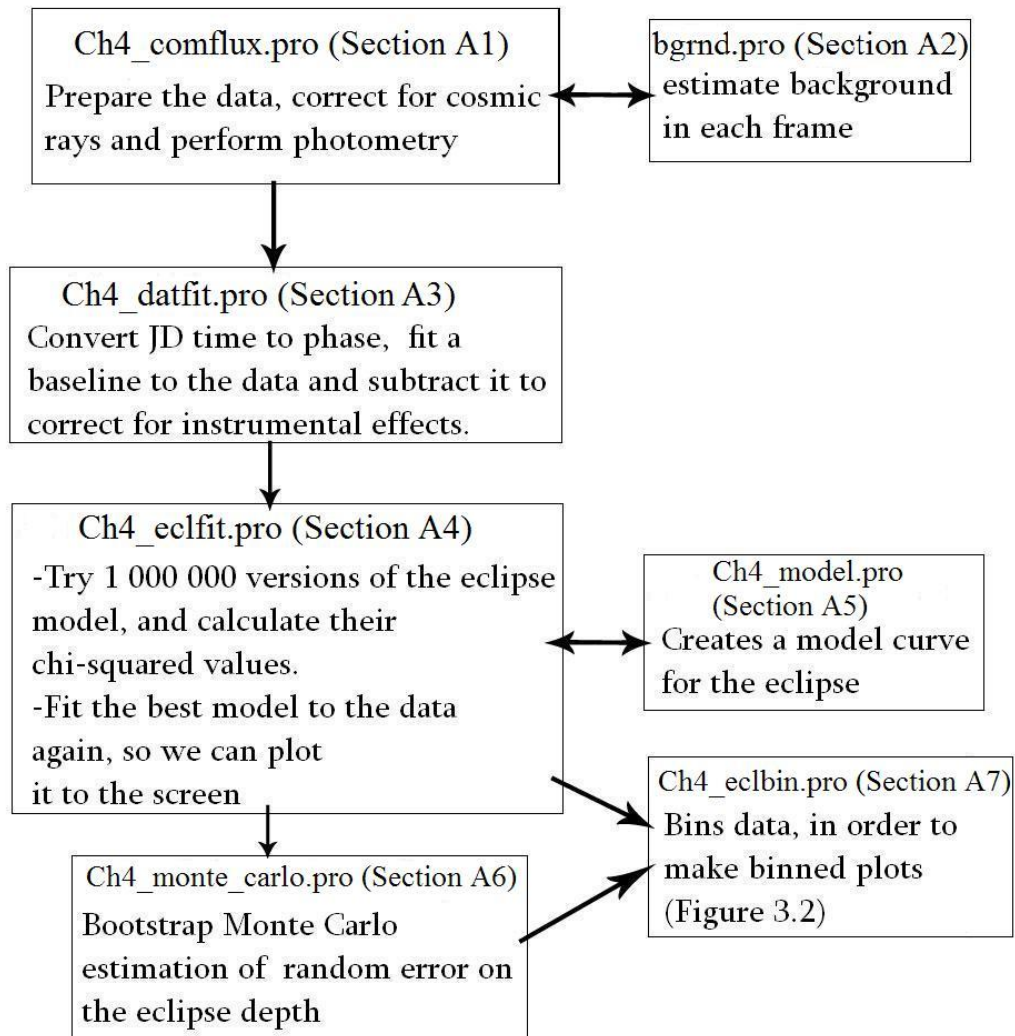 Ch4_comflux.pro (Section A1)
Prepare the data, correct for cosmic
rays and perform photometry
bgrnd.pro (Section A2)
estimate background
in each frame
Ch4_datfit.pro (Section A3)
Convert JD time to phase, fit a
baseline to the data and subtract it to
correct for instrumental effects.
Ch4_eclfit.pro (Section A4)
-Try 1 000 000 versions of the eclipse
model, and calculate their
chi-squared values.
-Fit the best model to the data
again, so we can plot
it to the screen
Ch4_model.pro
(Section A5)
Creates a model curve
for the eclipse
Ch4_eclbin.pro (Section A7)
Bins data, in order to
make binned plots
(Figure 3.2)
Ch4_monte_carlo.pro (Section A6)
Bootstrap Monte Carlo
estimation of random error on
the eclipse depth